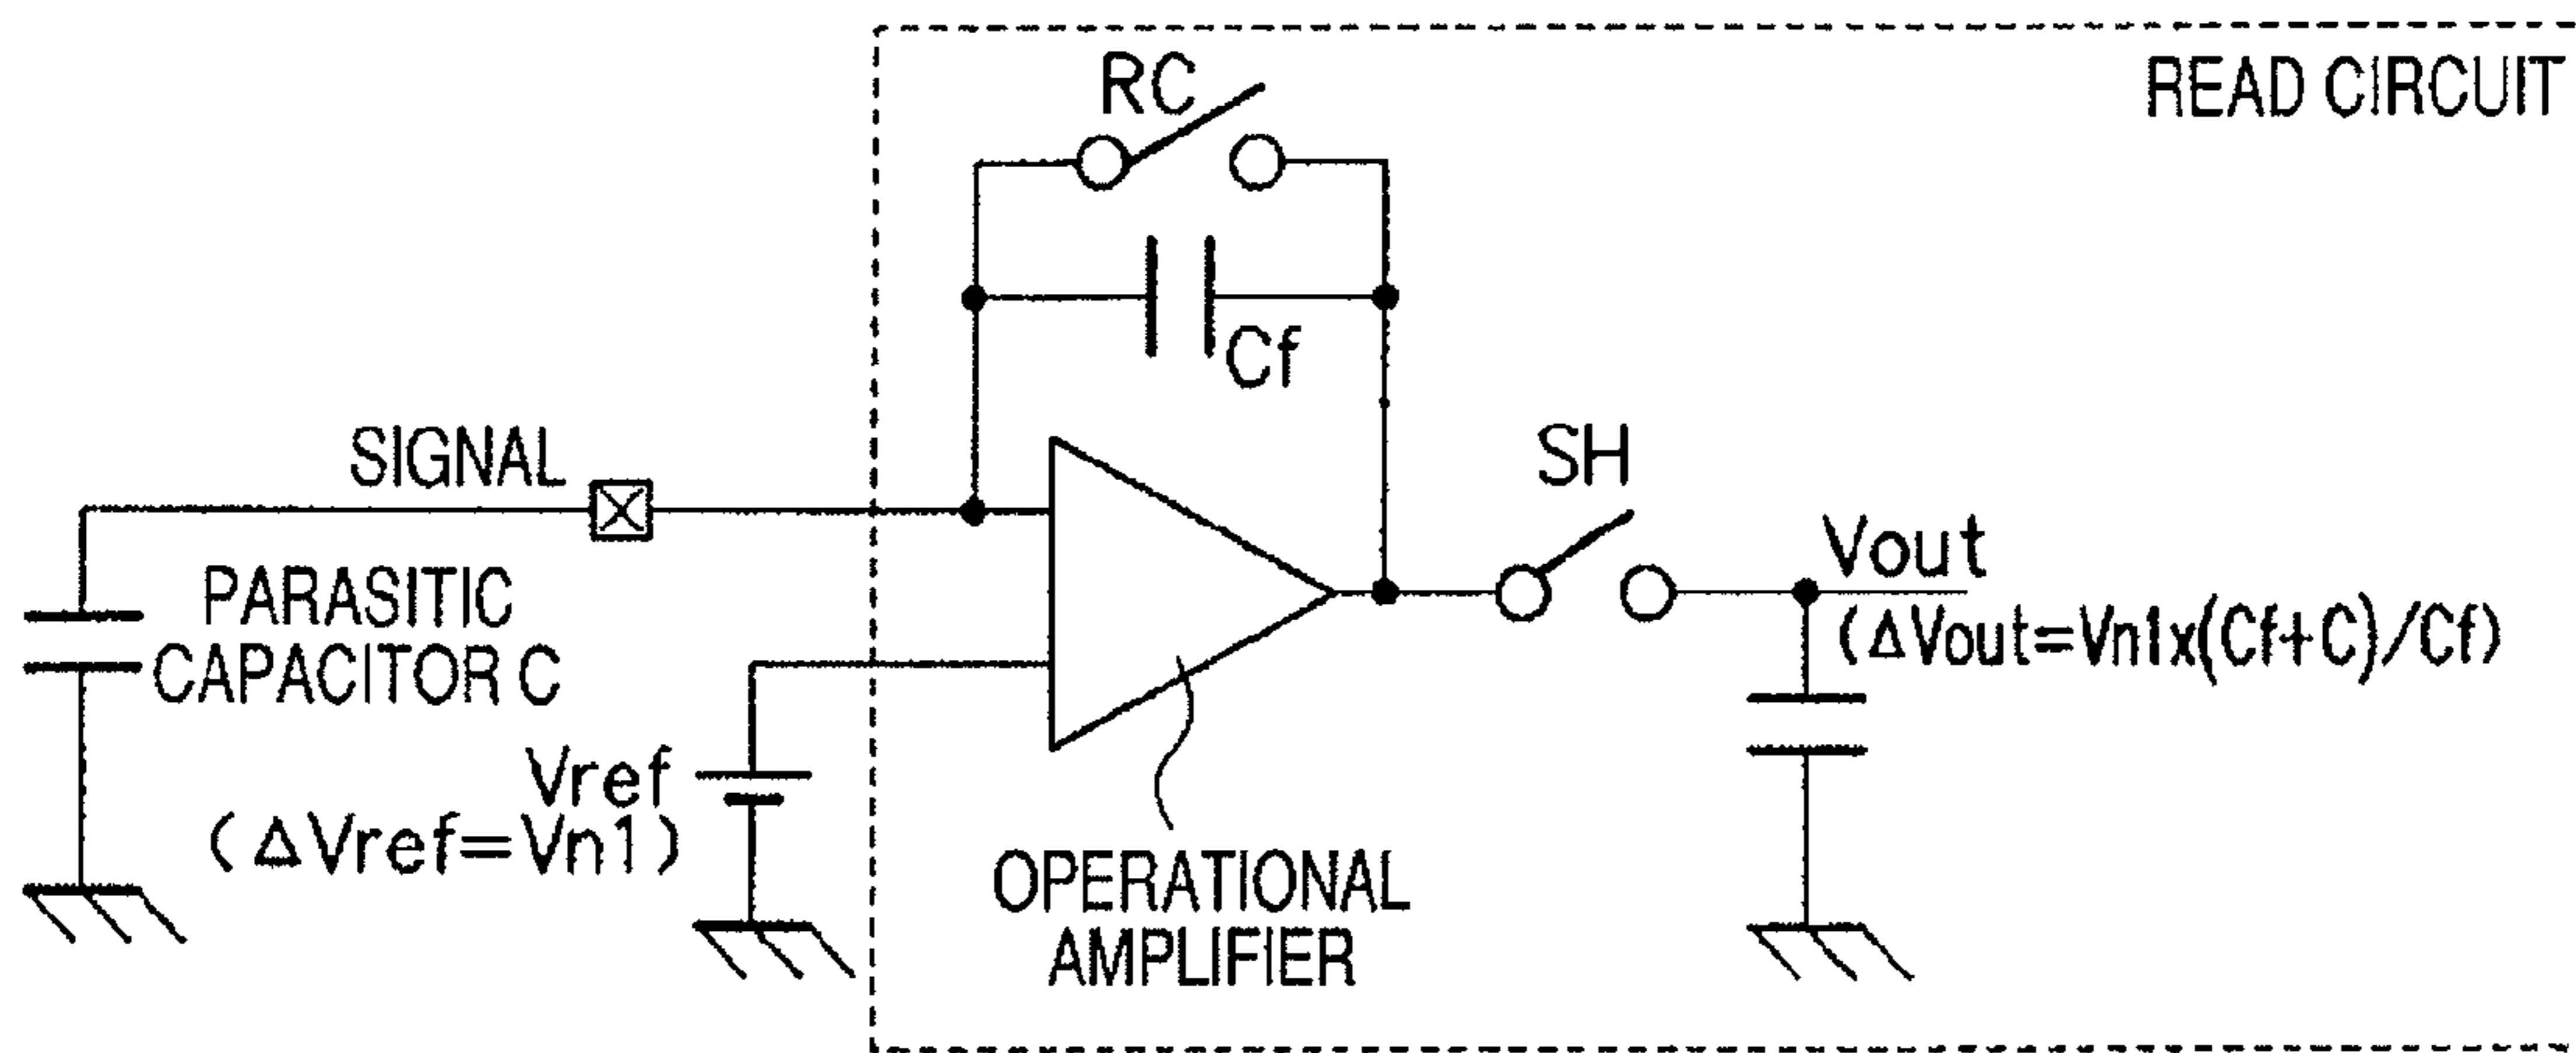 READ CIRCUIT
RC
Cf
SIGNAL
SH
PARASITIC
CAPACITOR C
Vout
(ΔVout=Vn1x(Cf+C)/Cf)
Vref
(ΔVref=Vn1)
OPERATIONAL
AMPLIFIER